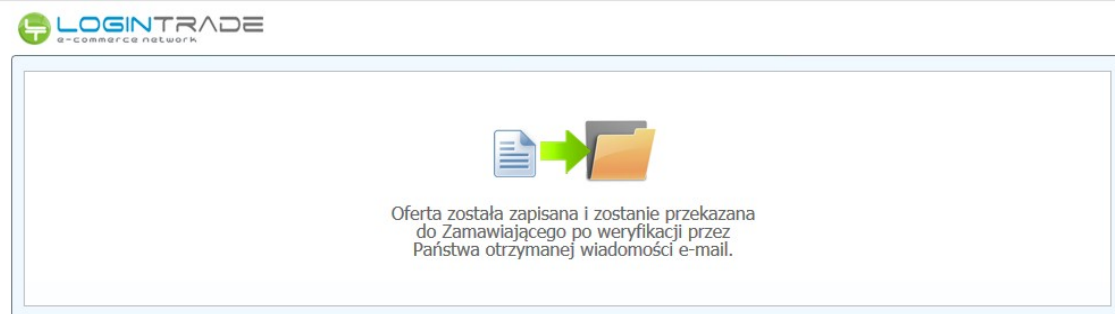 LOGINTRADE
e-commerce network
Oferta została zapisana i zostanie przekazana
do Zamawiającego po weryfikacji przez
Państwa otrzymanej wiadomości e-mail.